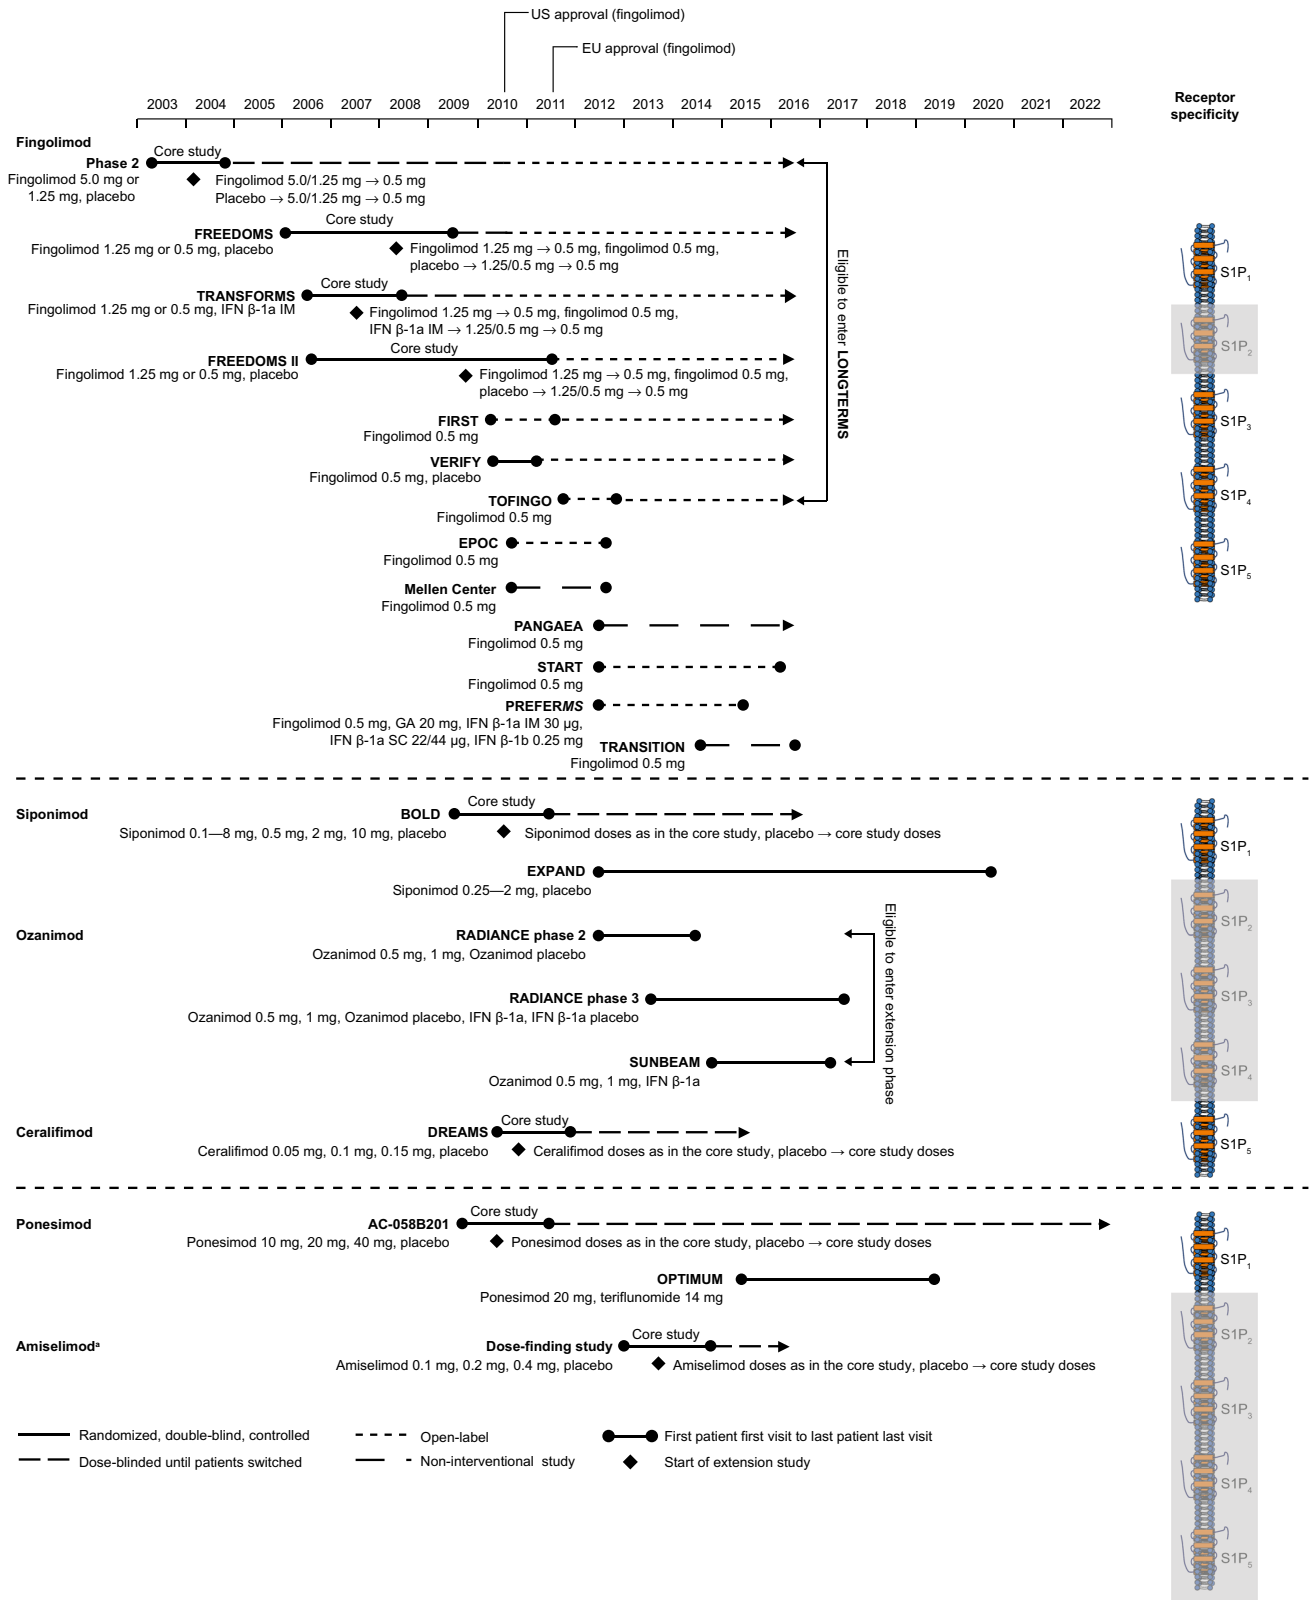 US approval (fingolimod)
EU approval (fingolimod)
2003 2004 2005 2006 2007 2008 2009 2010 2011 2012 2013 2014 2015 2016 2017 2018 2019 2020 2021 2022
Receptor
specificity
Fingolimod
Core study
Phase 2
Fingolimod 5.0 mg or
1.25 mg, placebo
Fingolimod 5.0/1.25 mg → 0.5 mg
Placebo → 5.0/1.25 mg → 0.5 mg
Core study
FREEDOMS
Fingolimod 1.25 mg or 0.5 mg, placebo
Fingolimod 1.25 mg → 0.5 mg, fingolimod 0.5 mg,
placebo → 1.25/0.5 mg → 0.5 mg
Core study
TRANSFORMS
Fingolimod 1.25 mg or 0.5 mg, IFN β-1a IM
Fingolimod 1.25 mg → 0.5 mg, fingolimod 0.5 mg,
IFN β-1a IM → 1.25/0.5 mg → 0.5 mg
Core study
FREEDOMS II
Fingolimod 1.25 mg or 0.5 mg, placebo
Fingolimod 1.25 mg → 0.5 mg, fingolimod 0.5 mg,
placebo → 1.25/0.5 mg → 0.5 mg
FIRST
Fingolimod 0.5 mg
VERIFY
Fingolimod 0.5 mg, placebo
TOFINGO
Fingolimod 0.5 mg
Eligible to enter LONGTERMS
EPOC
Fingolimod 0.5 mg
Mellen Center
Fingolimod 0.5 mg
PANGAEA
Fingolimod 0.5 mg
START
Fingolimod 0.5 mg
PREFERMS
Fingolimod 0.5 mg, GA 20 mg, IFN β-1a IM 30 µg,
IFN β-1a SC 22/44 µg, IFN β-1b 0.25 mg
TRANSITION
Fingolimod 0.5 mg
S1P₁
S1P₂
S1P₃
S1P₄
S1P₅
Siponimod
Core study
BOLD
Siponimod 0.1—8 mg, 0.5 mg, 2 mg, 10 mg, placebo
Siponimod doses as in the core study, placebo → core study doses
EXPAND
Siponimod 0.25—2 mg, placebo
Ozanimod
RADIANCE phase 2
Ozanimod 0.5 mg, 1 mg, Ozanimod placebo
RADIANCE phase 3
Ozanimod 0.5 mg, 1 mg, Ozanimod placebo, IFN β-1a, IFN β-1a placebo
SUNBEAM
Ozanimod 0.5 mg, 1 mg, IFN β-1a
Eligible to enter extension phase
Ceralifimod
Core study
DREAMS
Ceralifimod 0.05 mg, 0.1 mg, 0.15 mg, placebo
Ceralifimod doses as in the core study, placebo → core study doses
S1P₁
S1P₂
S1P₃
S1P₄
S1P₅
Ponesimod
Core study
AC-058B201
Ponesimod 10 mg, 20 mg, 40 mg, placebo
Ponesimod doses as in the core study, placebo → core study doses
OPTIMUM
Ponesimod 20 mg, teriflunomide 14 mg
Amiselimodᵃ
Core study
Dose-finding study
Amiselimod 0.1 mg, 0.2 mg, 0.4 mg, placebo
Amiselimod doses as in the core study, placebo → core study doses
S1P₁
S1P₂
S1P₃
S1P₄
S1P₅
Randomized, double-blind, controlled
Open-label
First patient first visit to last patient last visit
Dose-blinded until patients switched
Non-interventional study
Start of extension study